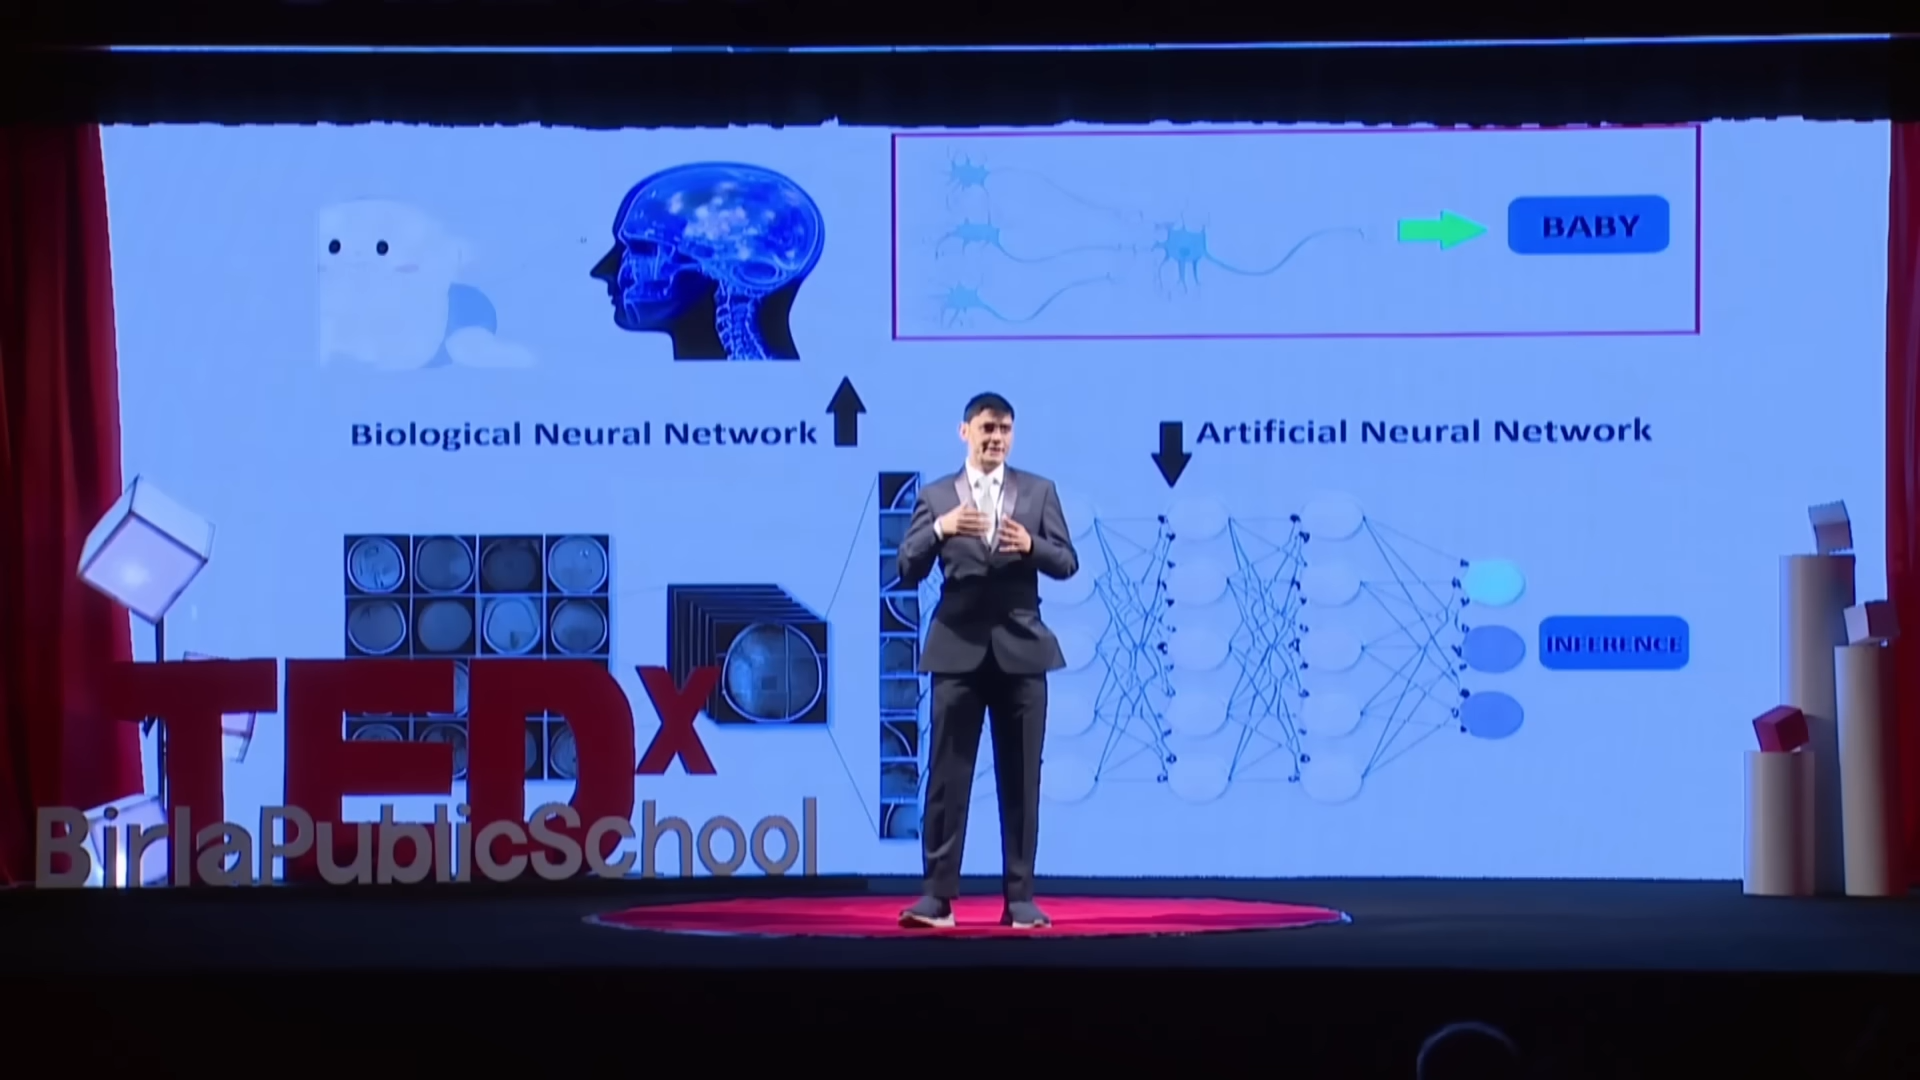 BABY
Biological Neural Network
Artificial Neural Network
INFERENCE
TEDx
BirlaPublicSchool